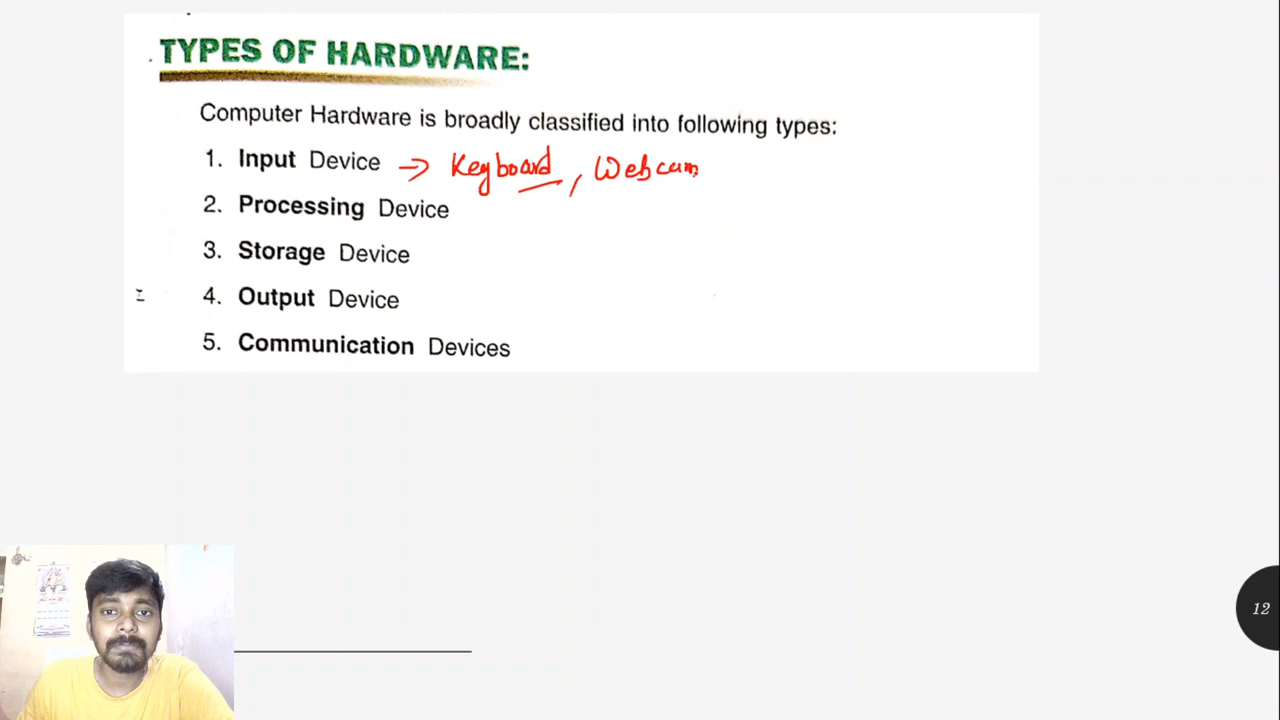 TYPES OF HARDWARE:
Computer Hardware is broadly classified into following types:
1. Input Device → Keyboard, Webcam
2. Processing Device
3. Storage Device
4. Output Device
5. Communication Devices
12